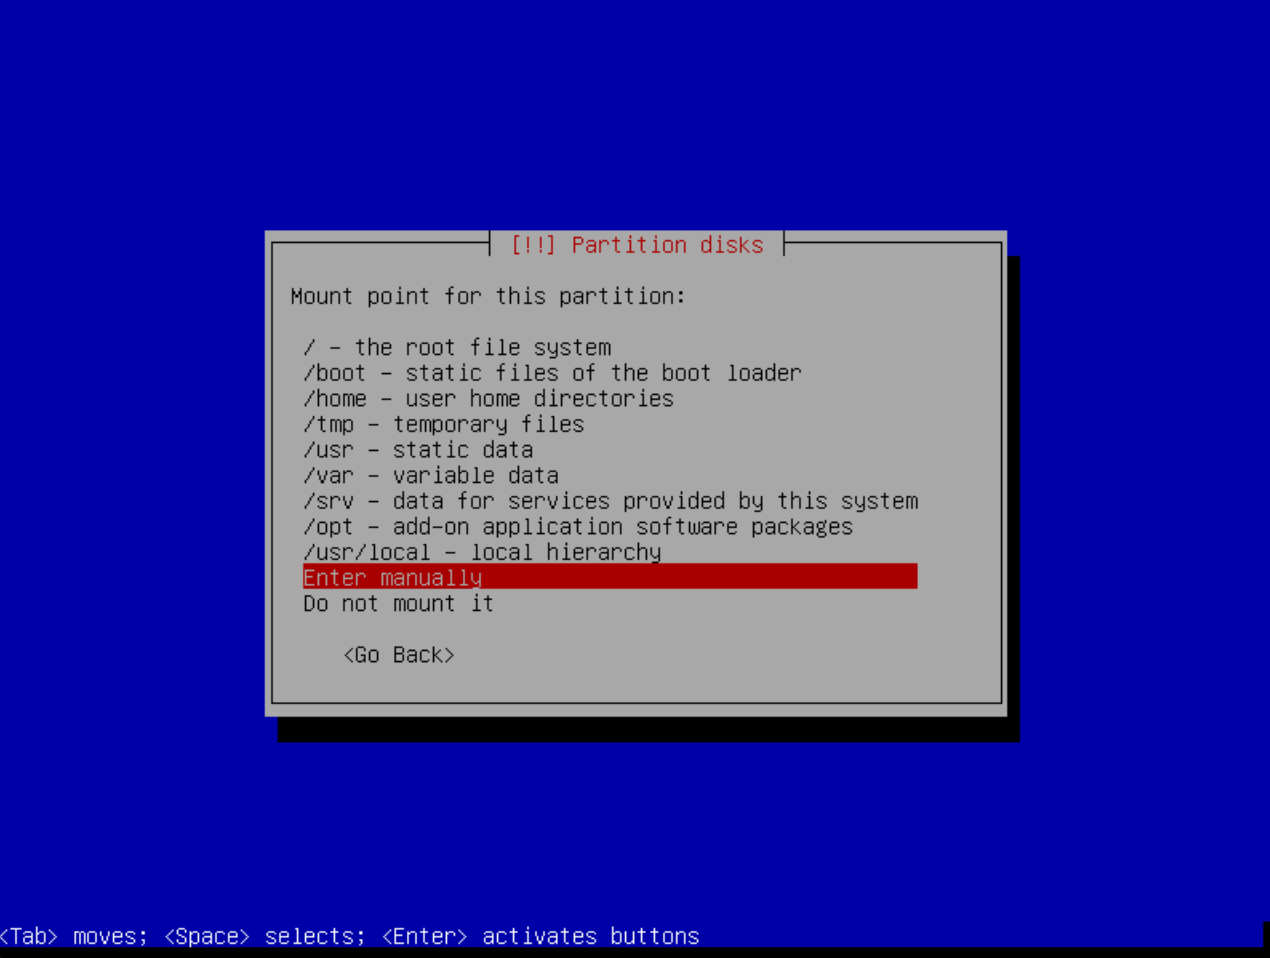 [!!] Partition disks
Mount point for this partition:
/ – the root file system
/boot – static files of the boot loader
/home – user home directories
/tmp – temporary files
/usr – static data
/var – variable data
/srv – data for services provided by this system
/opt – add-on application software packages
/usr/local – local hierarchy
Enter manually
Do not mount it
<Go Back>
<Tab> moves; <Space> selects; <Enter> activates buttons